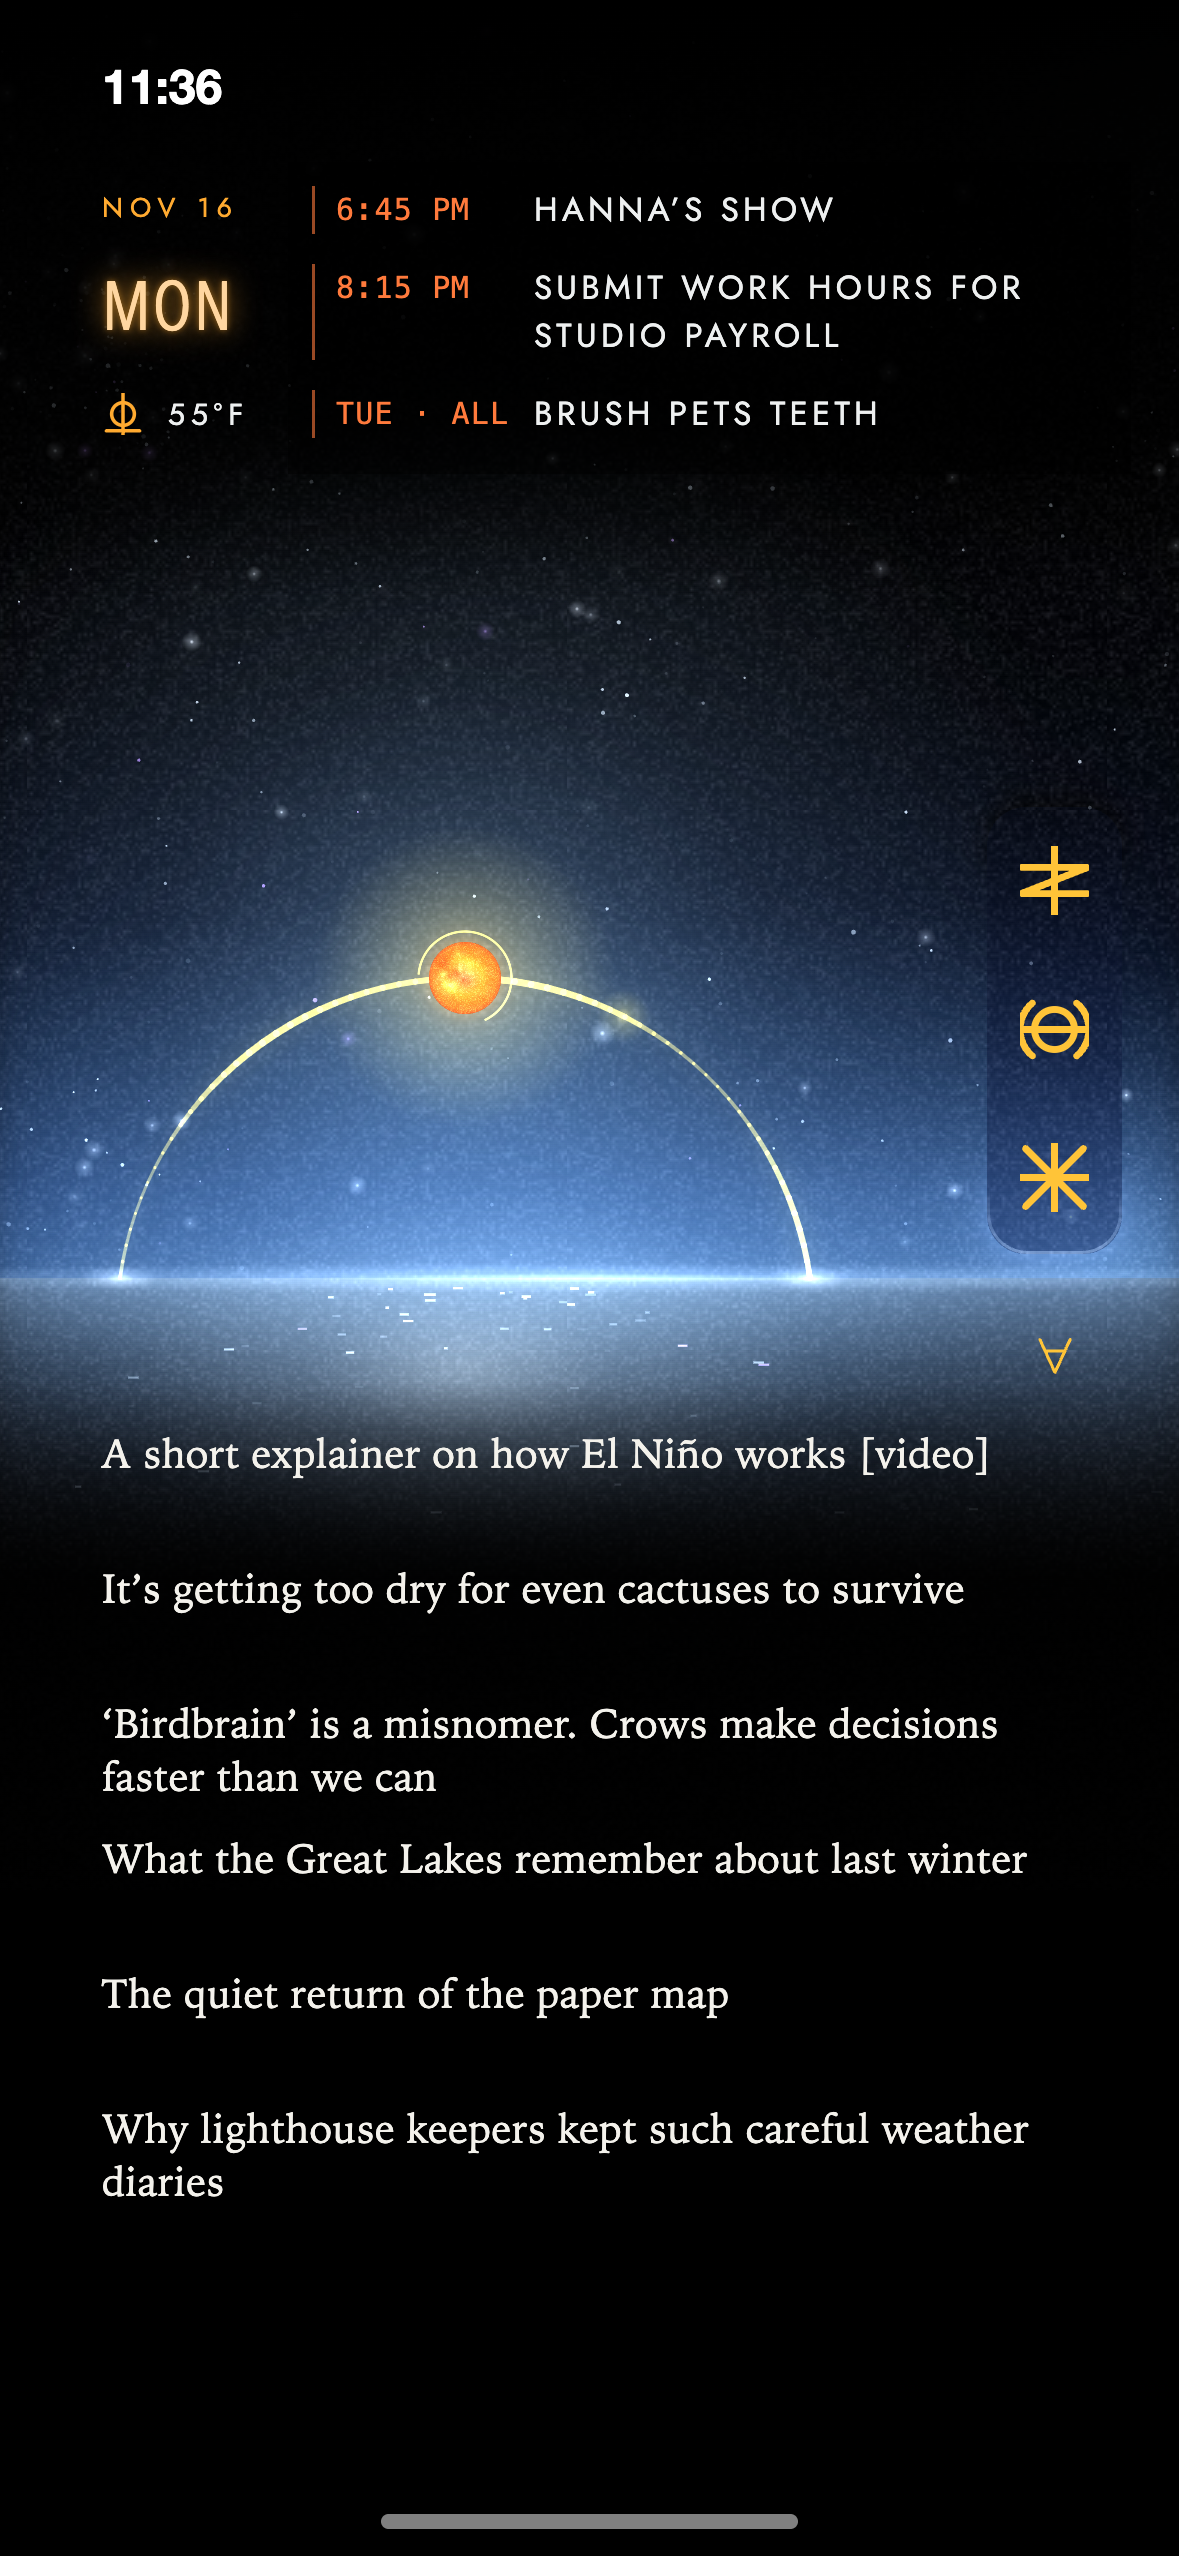 11:36
NOV 16
MON
55°F
6:45 PM HANNA’S SHOW
8:15 PM SUBMIT WORK HOURS FOR
STUDIO PAYROLL
TUE · ALL BRUSH PETS TEETH
A short explainer on how El Niño works [video]
It’s getting too dry for even cactuses to survive
‘Birdbrain’ is a misnomer. Crows make decisions
faster than we can
What the Great Lakes remember about last winter
The quiet return of the paper map
Why lighthouse keepers kept such careful weather
diaries